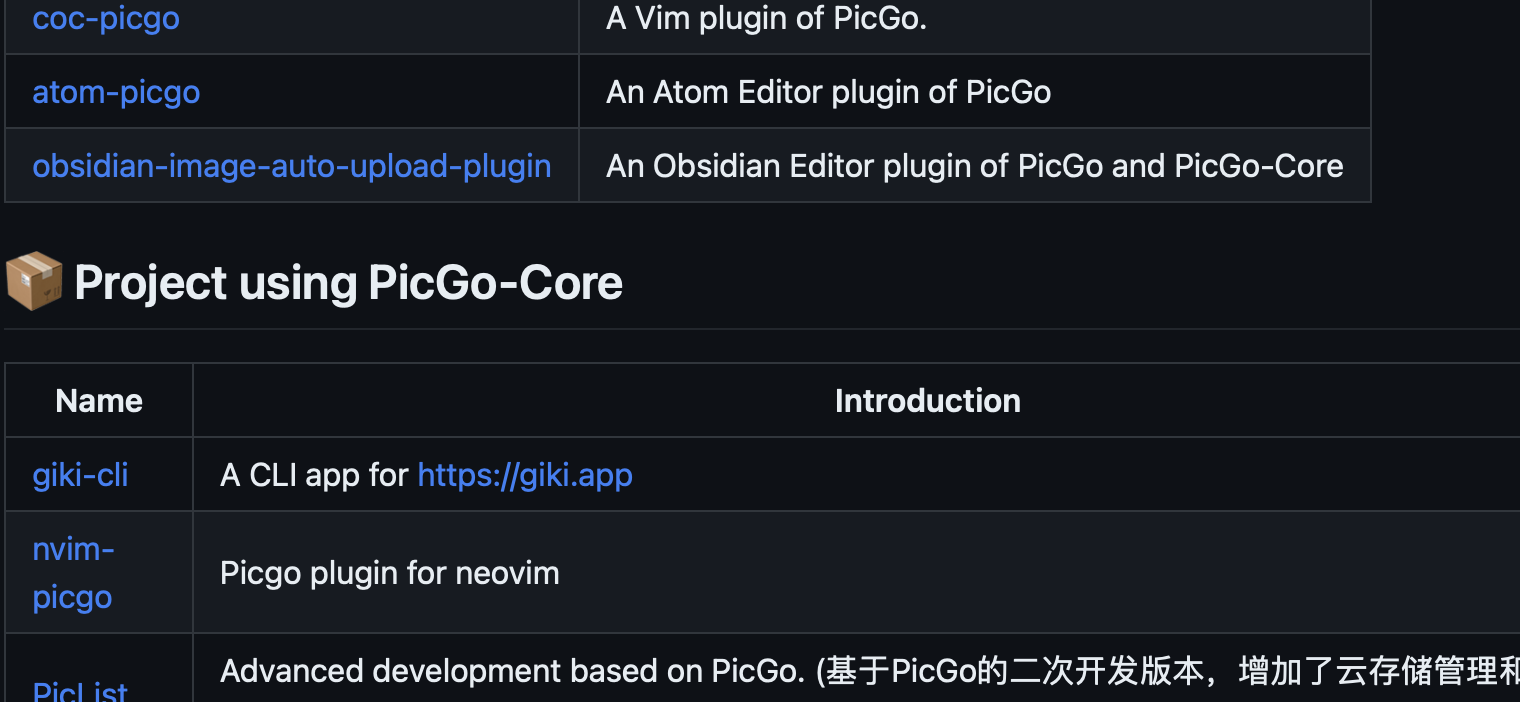 coc-picgo A Vim plugin of PicGo.
atom-picgo An Atom Editor plugin of PicGo
obsidian-image-auto-upload-plugin An Obsidian Editor plugin of PicGo and PicGo-Core
📦 Project using PicGo-Core
Name Introduction
giki-cli A CLI app for https://giki.app
nvim-
picgo Picgo plugin for neovim
PicList Advanced development based on PicGo. (基于PicGo的二次开发版本，增加了云存储管理和